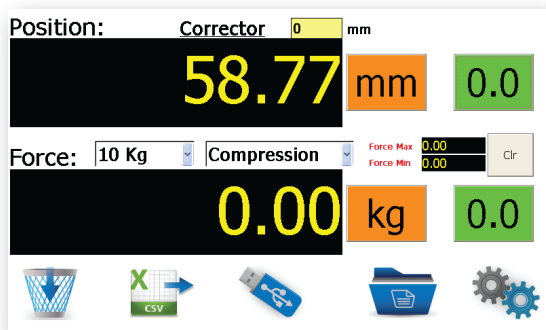 Position: Corrector 0 mm
58.77 mm 0.0
Force: 10 Kg Compression Force Max 0.00 Clr
Force Min 0.00
0.00 kg 0.0
X CSV